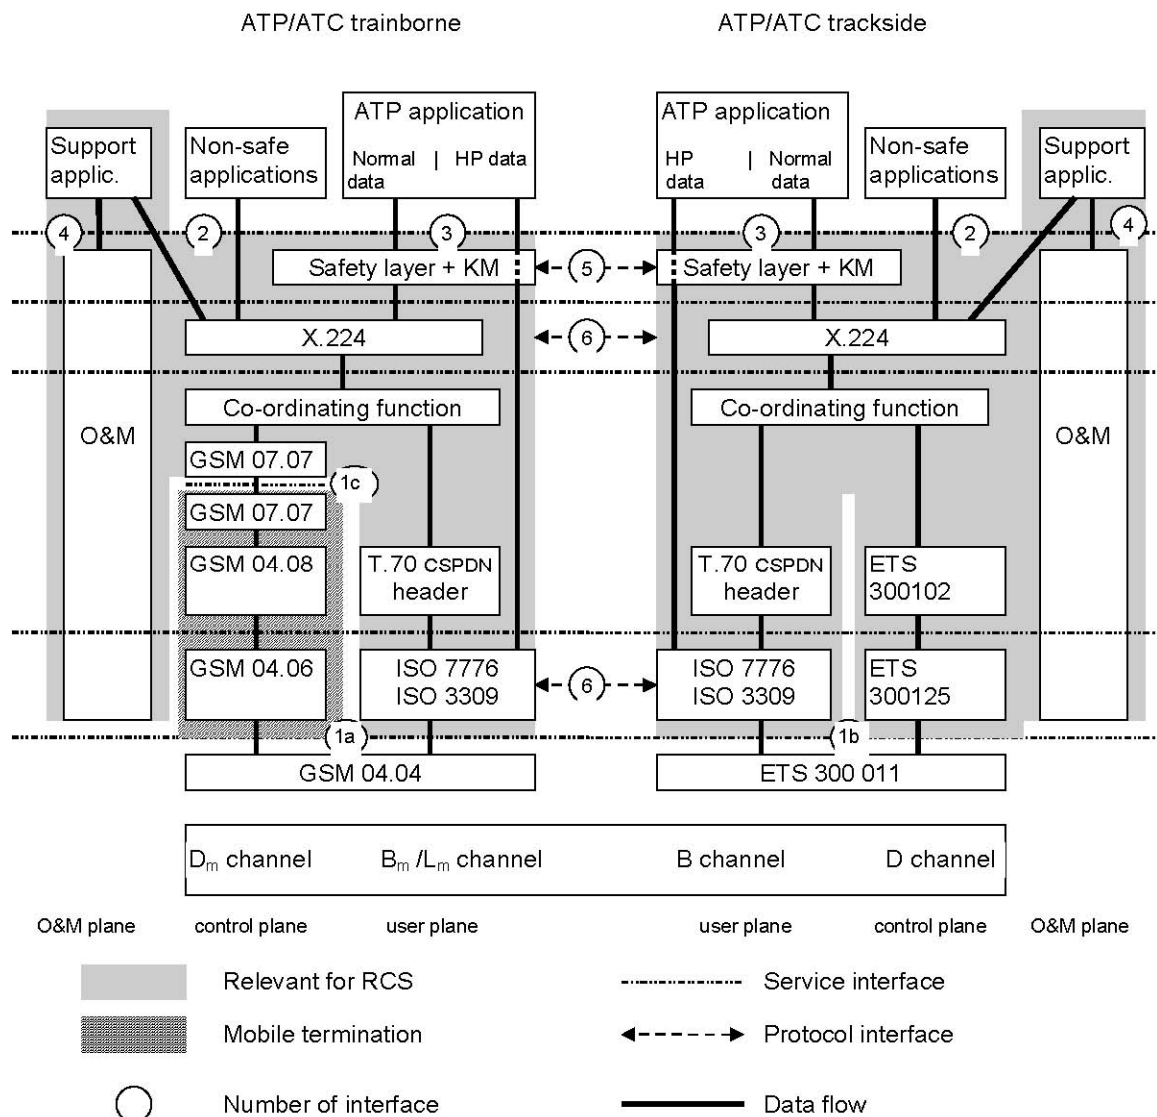 ATP/ATC trainborne
ATP/ATC trackside
Support
applic.
Non-safe
applications
ATP application
Normal | HP data
data
ATP application
HP | Normal
data data
Non-safe
applications
Support
applic.
4
2
3
3
2
4
Safety layer + KM
5
Safety layer + KM
X.224
6
X.224
Co-ordinating function
Co-ordinating function
O&M
O&M
GSM 07.07
1c
GSM 07.07
GSM 04.08
T.70 CSPDN
header
T.70 CSPDN
header
ETS
300102
GSM 04.06
ISO 7776
ISO 3309
6
ISO 7776
ISO 3309
ETS
300125
1a
1b
GSM 04.04
ETS 300 011
Dm channel
Bm /Lm channel
B channel
D channel
O&M plane
control plane
user plane
user plane
control plane
O&M plane
Relevant for RCS
Service interface
Mobile termination
Protocol interface
Number of interface
Data flow